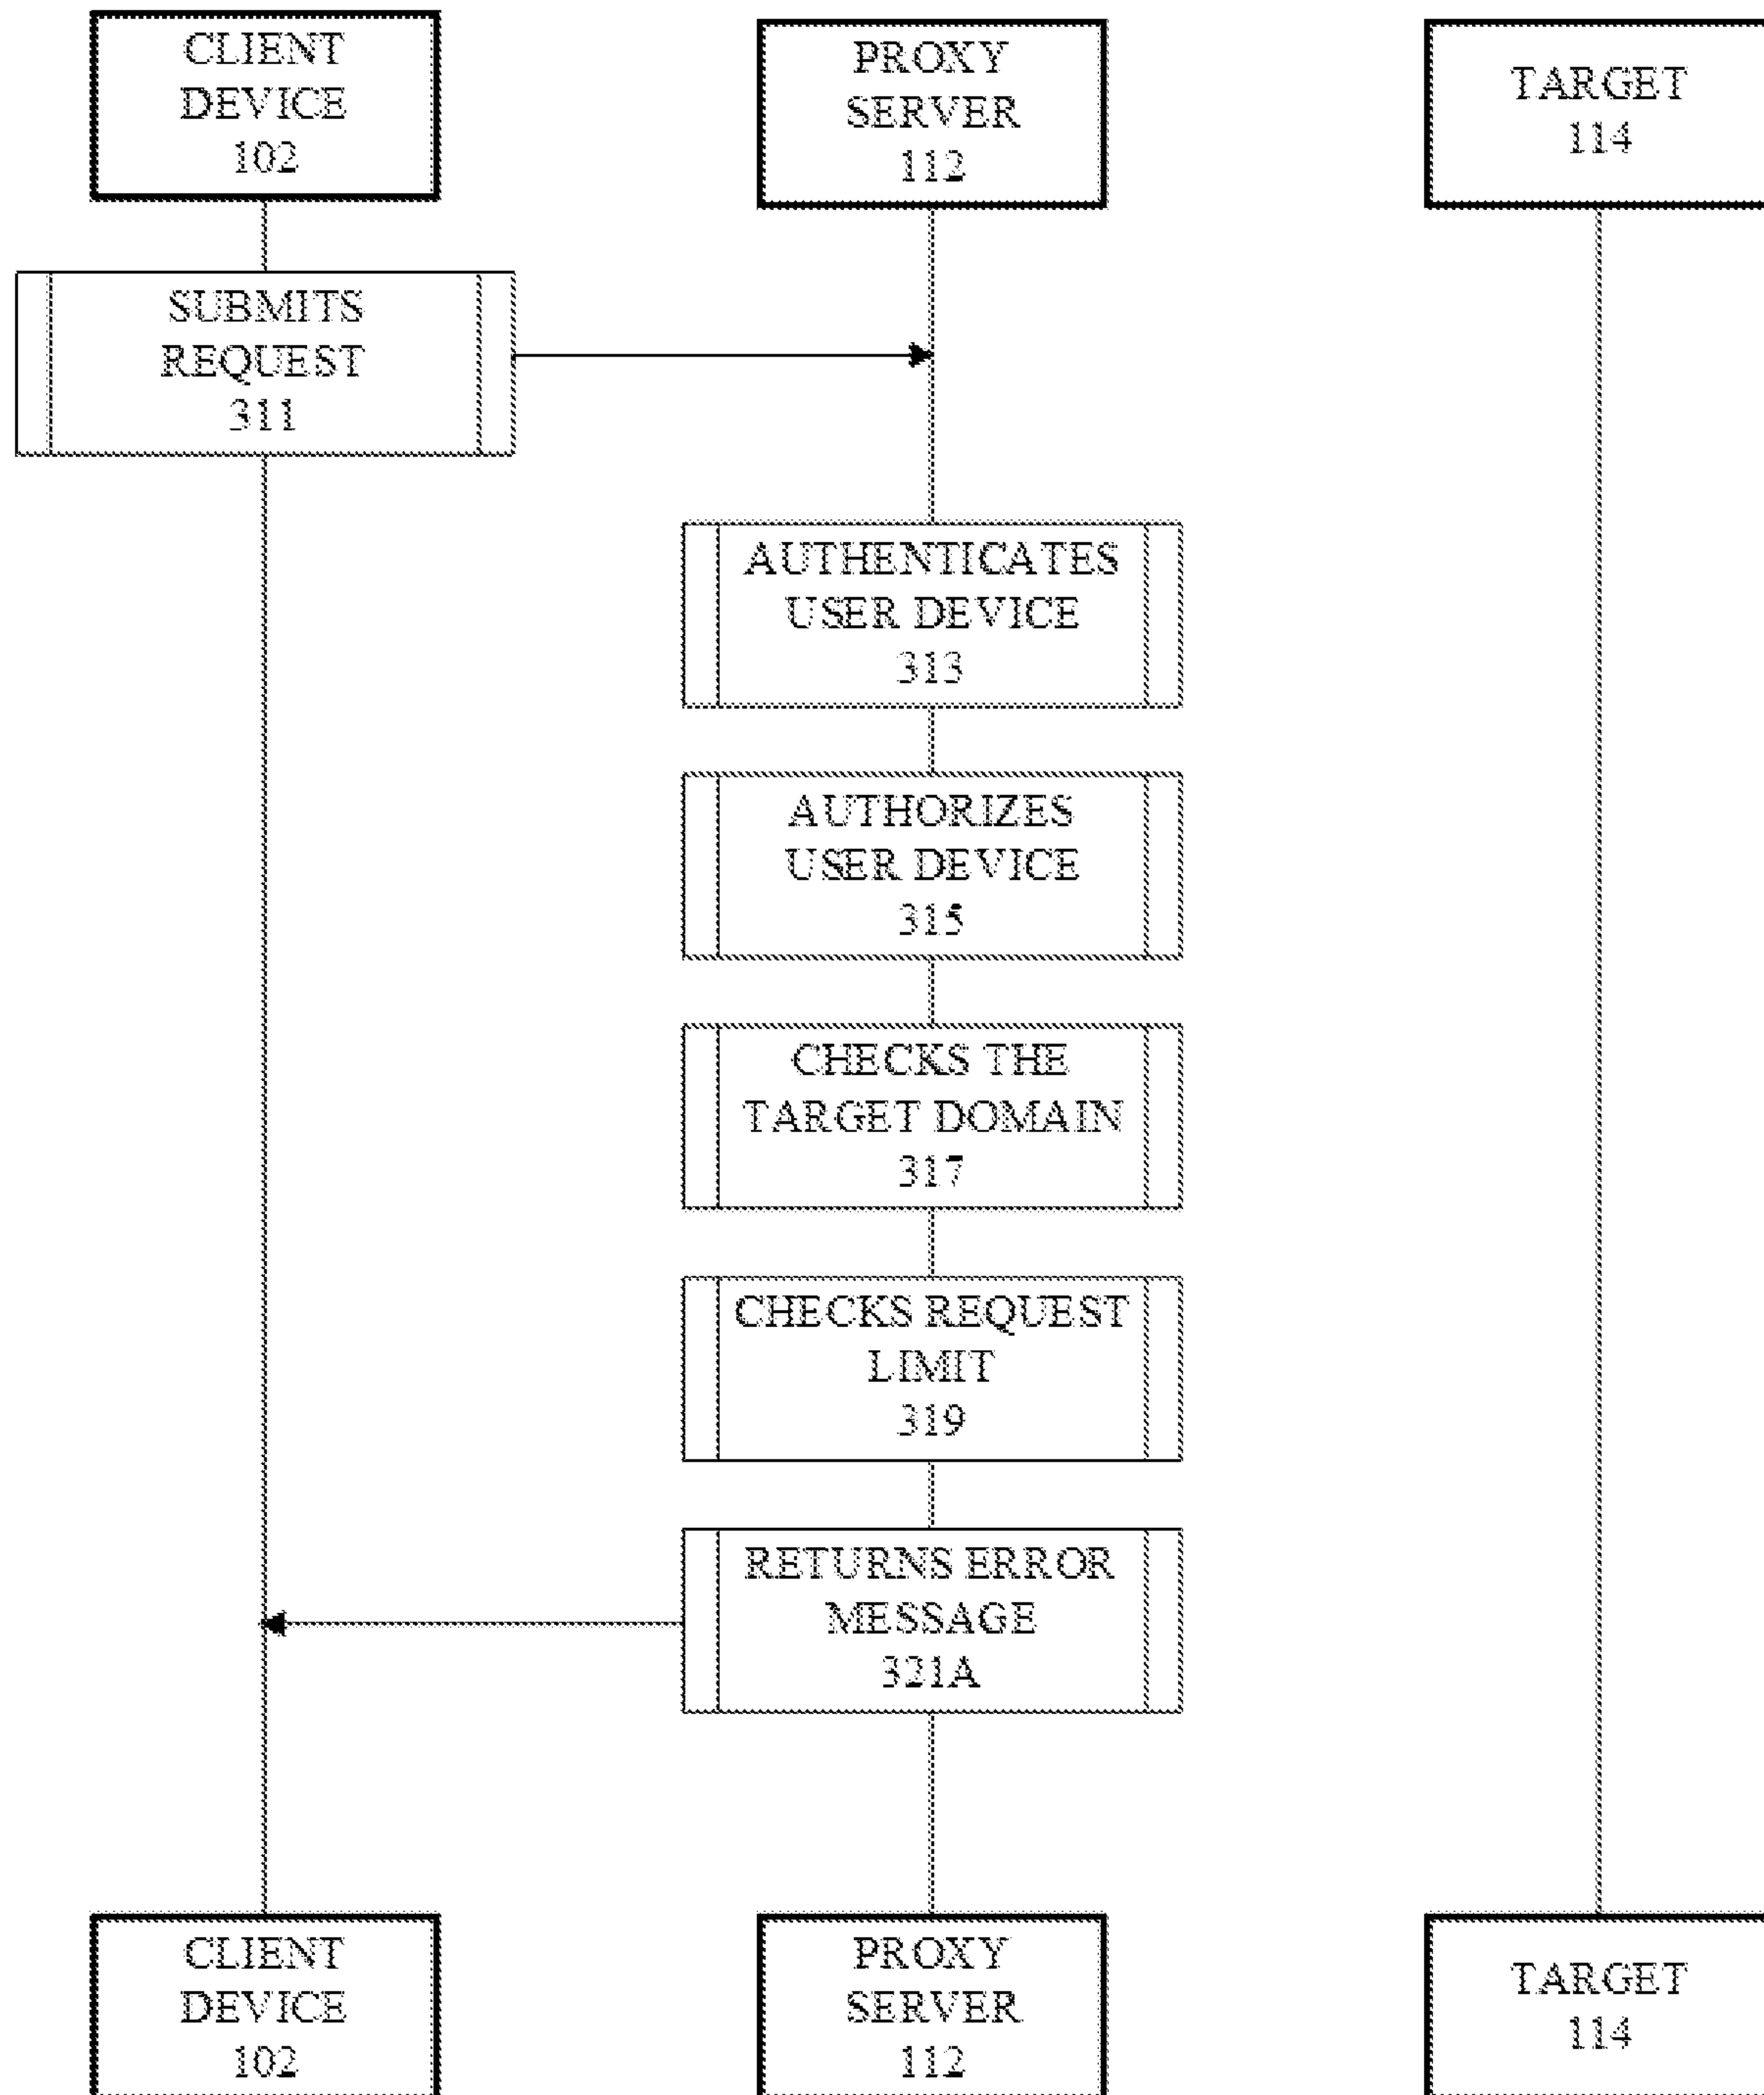 CLIENT
DEVICE
102
PROXY
SERVER
112
TARGET
114
SUBMITS
REQUEST
311
AUTHENTICATES
USER DEVICE
313
AUTHORIZES
USER DEVICE
315
CHECKS THE
TARGET DOMAIN
317
CHECKS REQUEST
LIMIT
319
RETURNS ERROR
MESSAGE
321A
CLIENT
DEVICE
102
PROXY
SERVER
112
TARGET
114